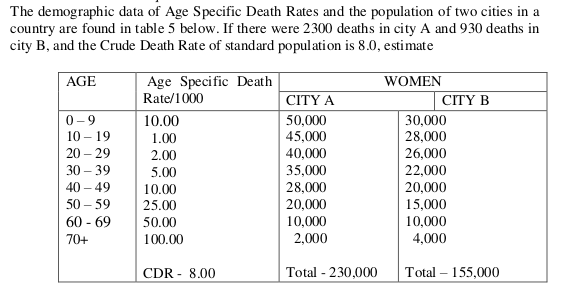 The demographic data of Age Specific Death Rates and the population of two cities in a
country are found in table 5 below. If there were 2300 deaths in city A and 930 deaths in
city B, and the Crude Death Rate of standard population is 8.0, estimate
AGE Age Specific Death WOMEN
Rate/1000 CITY A CITY B
0 – 9 10.00 50,000 30,000
10 – 19 1.00 45,000 28,000
20 – 29 2.00 40,000 26,000
30 – 39 5.00 35,000 22,000
40 – 49 10.00 28,000 20,000
50 – 59 25.00 20,000 15,000
60 - 69 50.00 10,000 10,000
70+ 100.00 2,000 4,000
CDR - 8.00 Total - 230,000 Total – 155,000